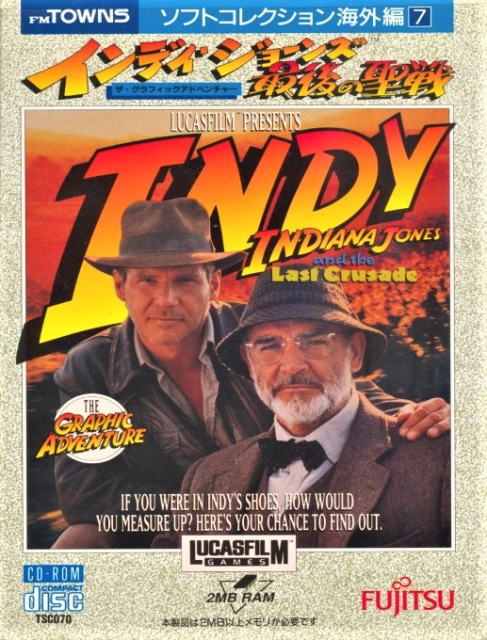 FM TOWNS ソフトコレクション海外編 7
インディ・ジョーンズ
ザ・グラフィックアドベンチャー 最後の聖戦
LUCASFILM™ PRESENTS
INDY
INDIANA JONES
and the
Last Crusade
THE
GRAPHIC
ADVENTURE
IF YOU WERE IN INDY'S SHOES, HOW WOULD
YOU MEASURE UP? HERE'S YOUR CHANCE TO FIND OUT.
LUCASFILM™
GAMES
CD-ROM
COMPACT
disc
TSC070
2MB RAM
FUJITSU
本製品は2MB以上メモリが必要です